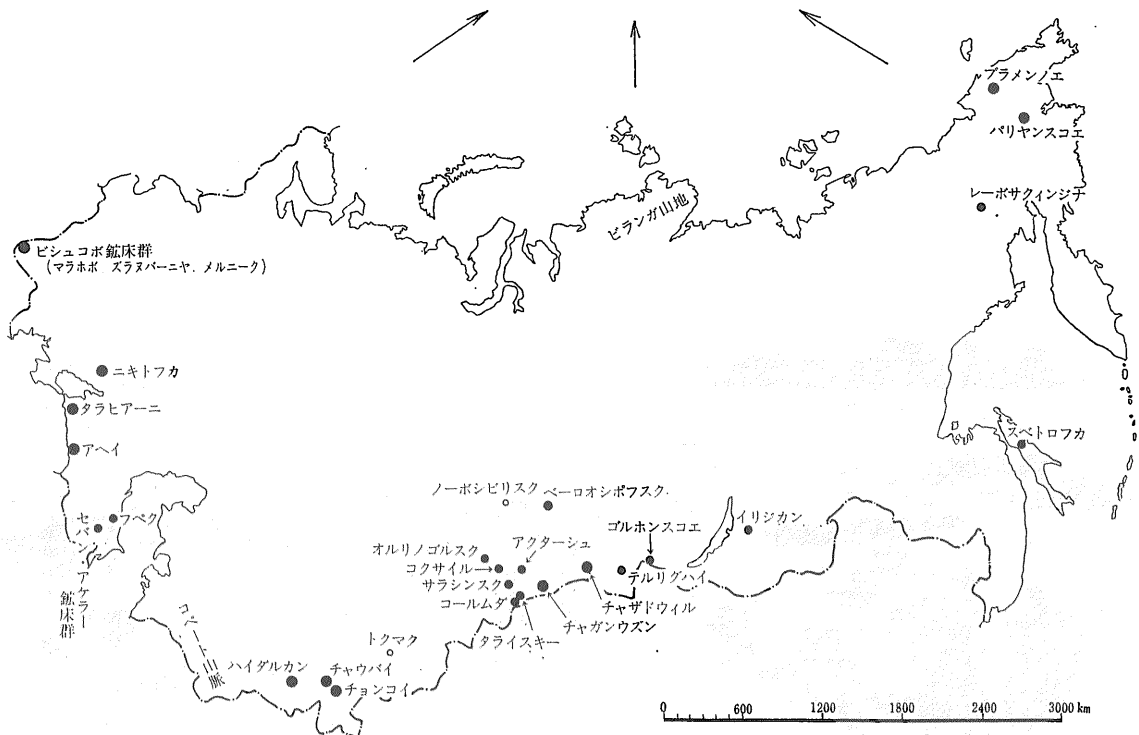 プラメンノエ
パリヤンスコエ
レーボサクィンジナ
ビランガ山地
ビシュコボ鉱床群
(マラホボ ズラヌバーニヤ. メルニーク)
ニキトフカ
タラヒアーニ
アヘイ
フペク
セバン・アケラー
鉱床群
コペート山脈
ノーボシビリスク
ベーロオシポフスク
オルリノゴルスク
コクサイル
サラシンスク
コールムダ
アクターシュ
タライスキー
チャガンウズン
チャザドウィル
テルリグハイ
ゴルホンスコエ
イリジカン
スベトロフカ
トクマク
ハイダルカン
チャウバイ
チョンコイ
0 600 1200 1800 2400 3000 km